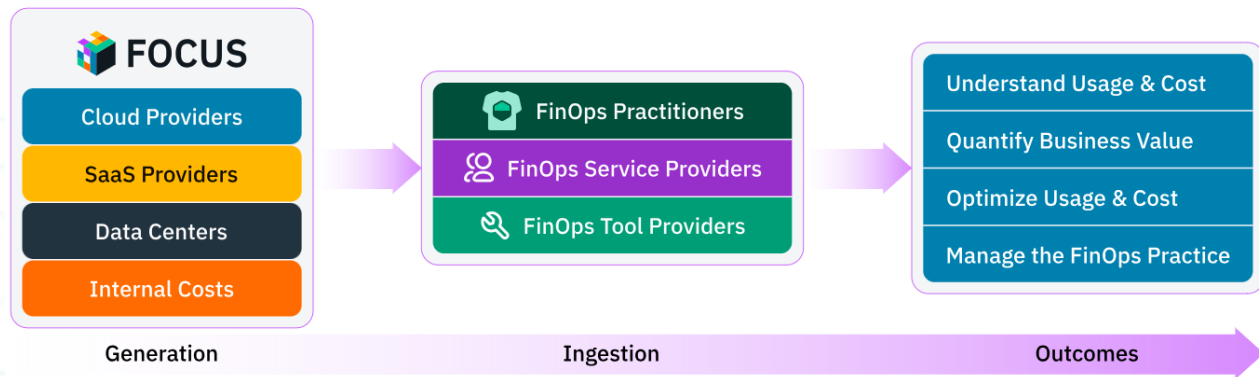 FOCUS
Cloud Providers
SaaS Providers
Data Centers
Internal Costs
FinOps Practitioners
FinOps Service Providers
FinOps Tool Providers
Understand Usage & Cost
Quantify Business Value
Optimize Usage & Cost
Manage the FinOps Practice
Generation
Ingestion
Outcomes